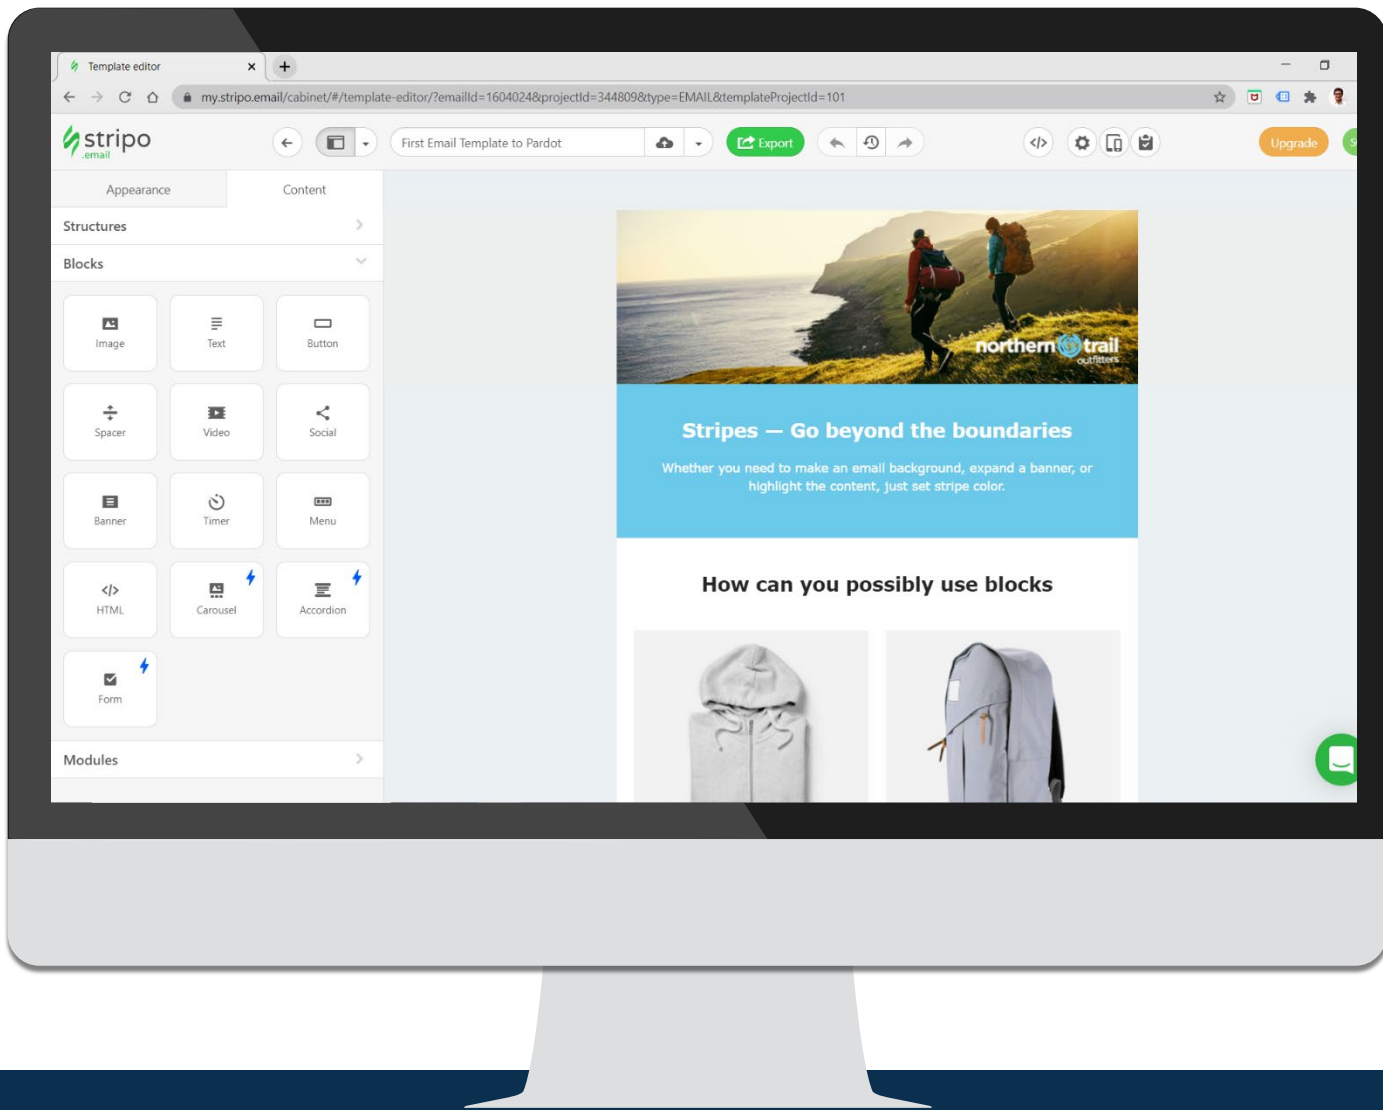 Template editor
my.stripo.email/cabinet/#/template-editor/?emailId=1604024&projectId=344809&type=EMAIL&templateProjectId=101
stripo
.email
First Email Template to Pardot
Export
</>
Upgrade
Appearance
Content
Structures
Blocks
Image
Text
Button
Spacer
Video
Social
Banner
Timer
Menu
</>
HTML
Carousel
Accordion
Form
Modules
northern trail
outfitters
Stripes — Go beyond the boundaries
Whether you need to make an email background, expand a banner, or
highlight the content, just set stripe color.
How can you possibly use blocks